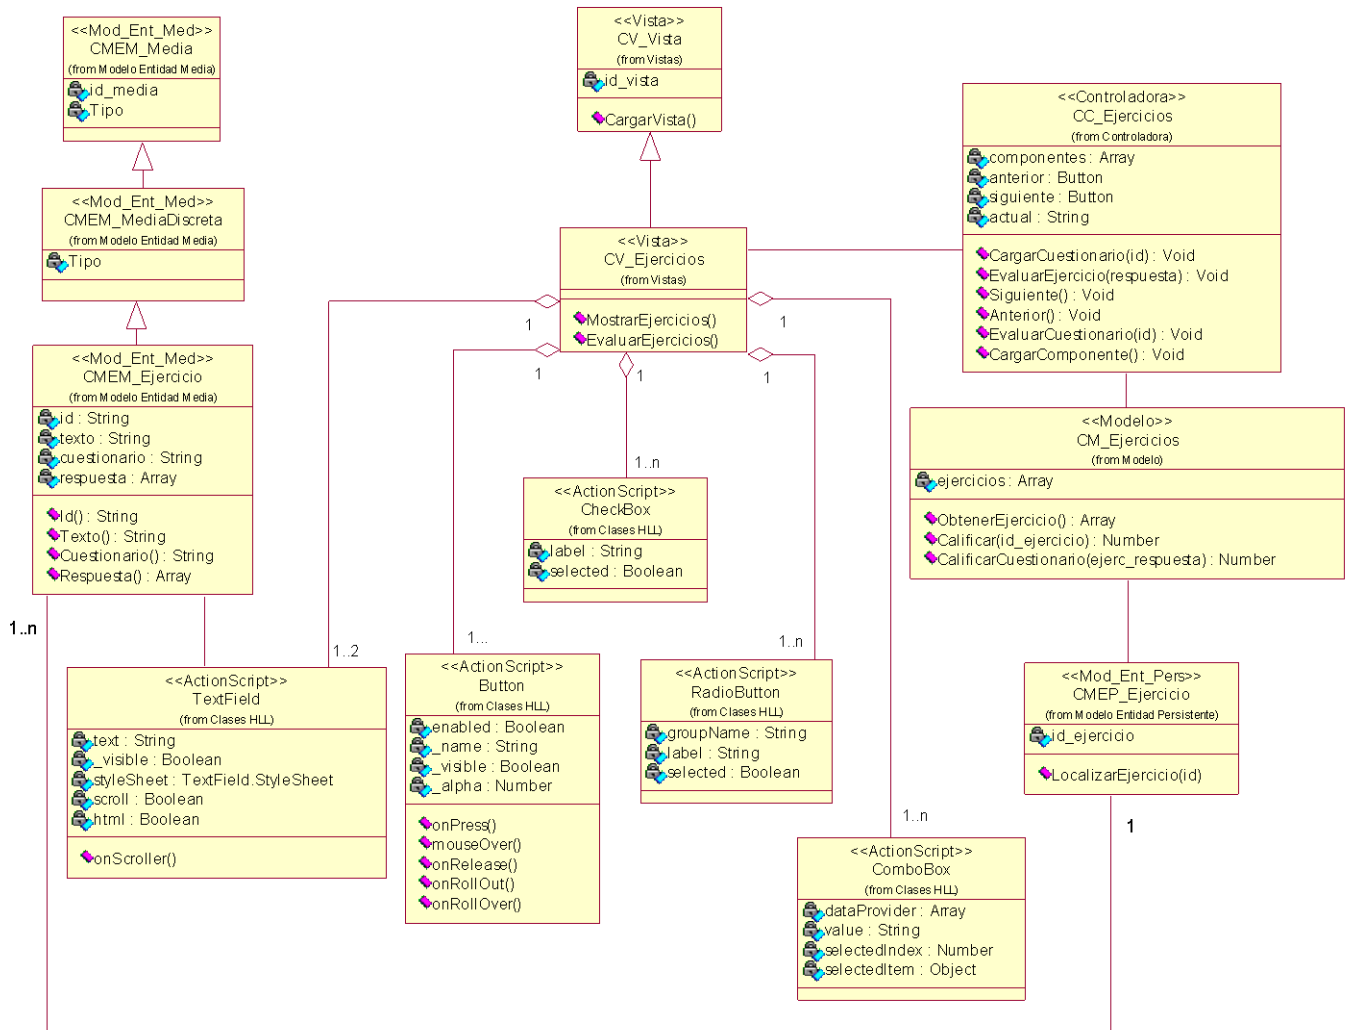 <<Mod_Ent_Med>>
CMEM_Media
(from Modelo Entidad Media)
id_media
Tipo
<<Mod_Ent_Med>>
CMEM_MediaDiscreta
(from Modelo Entidad Media)
Tipo
<<Mod_Ent_Med>>
CMEM_Ejercicio
(from Modelo Entidad Media)
id : String
texto : String
cuestionario : String
respuesta : Array
Id() : String
Texto() : String
Cuestionario() : String
Respuesta() : Array
1..n
<<Vista>>
CV_Vista
(from Vistas)
id_vista
CargarVista()
<<Vista>>
CV_Ejercicios
(from Vistas)
MostrarEjercicios()
EvaluarEjercicios()
1
1
1
1
1
<<Controladora>>
CC_Ejercicios
(from Controladora)
componentes : Array
anterior : Button
siguiente : Button
actual : String
CargarCuestionario(id) : Void
EvaluarEjercicio(respuesta) : Void
Siguiente() : Void
Anterior() : Void
EvaluarCuestionario(id) : Void
CargarComponente() : Void
<<Modelo>>
CM_Ejercicios
(from Modelo)
ejercicios : Array
ObtenerEjercicio() : Array
Calificar(id_ejercicio) : Number
CalificarCuestionario(ejerc_respuesta) : Number
1..n
<<ActionScript>>
CheckBox
(from Clases HLL)
label : String
selected : Boolean
1..2
<<ActionScript>>
TextField
(from Clases HLL)
text : String
_visible : Boolean
styleSheet : TextField.StyleSheet
scroll : Boolean
html : Boolean
onScroller()
1...
<<ActionScript>>
Button
(from Clases HLL)
enabled : Boolean
_name : String
_visible : Boolean
_alpha : Number
onPress()
mouseOver()
onRelease()
onRollOut()
onRollOver()
1..n
<<ActionScript>>
RadioButton
(from Clases HLL)
groupName : String
label : String
selected : Boolean
1..n
<<ActionScript>>
ComboBox
(from Clases HLL)
dataProvider : Array
value : String
selectedIndex : Number
selectedItem : Object
<<Mod_Ent_Pers>>
CMEP_Ejercicio
(from Modelo Entidad Persistente)
id_ejercicio
LocalizarEjercicio(id)
1